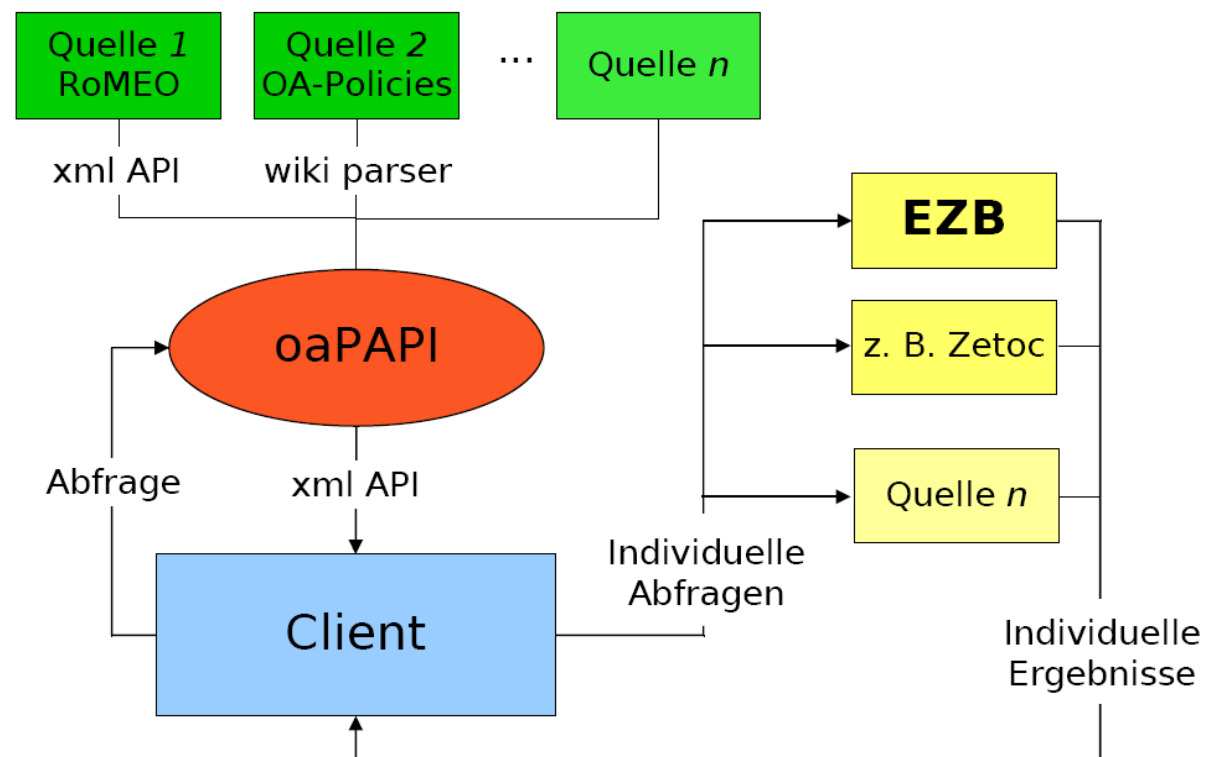 Quelle 1
RoMEO
Quelle 2
OA-Policies
...
Quelle n
xml API
wiki parser
EZB
oaPAPI
z. B. Zetoc
Abfrage
xml API
Quelle n
Individuelle
Abfragen
Client
Individuelle
Ergebnisse